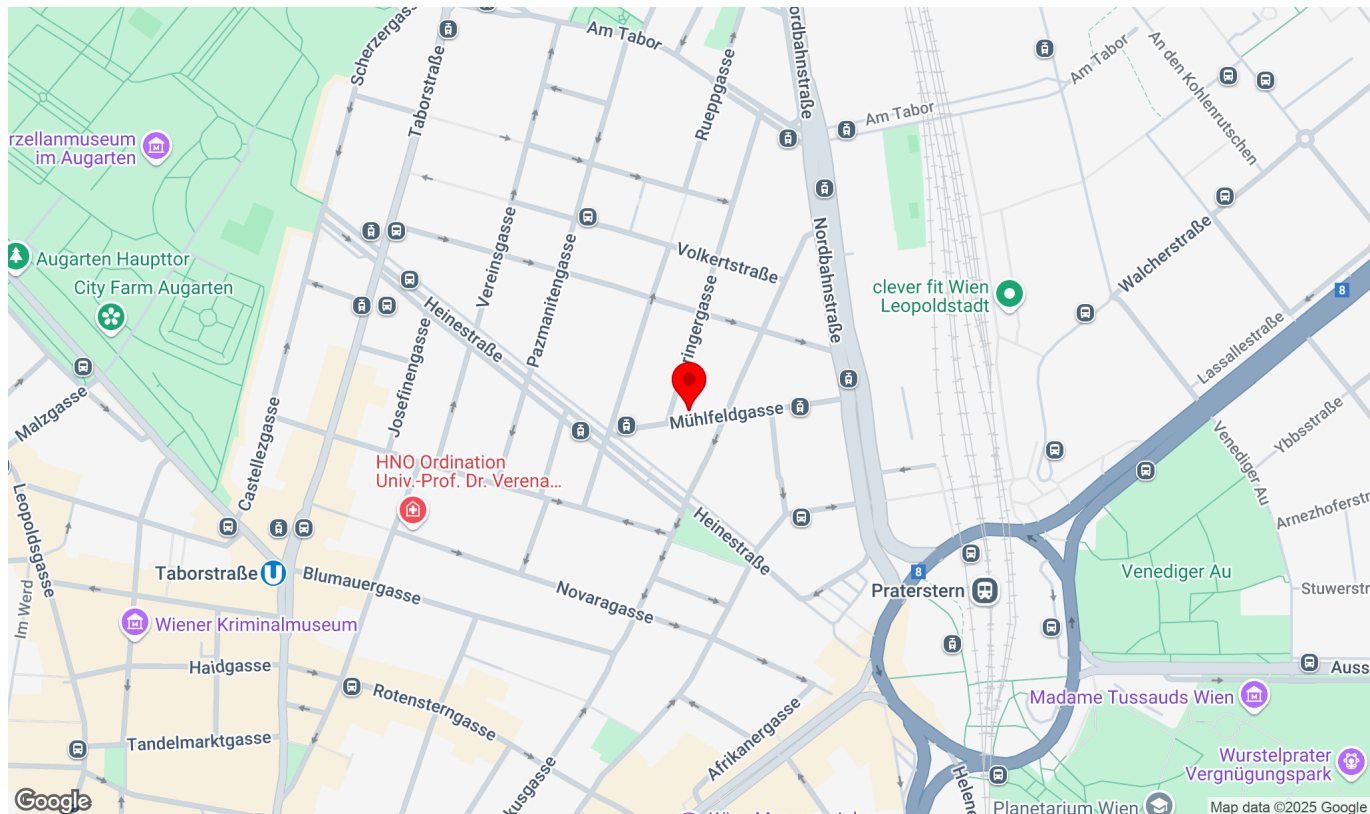 Scherzergasse
Taborstraße
Am Tabor
Rueppgasse
Nordbahnstraße
Am Tabor
Am Tabor
An den Kohlenrutschen
rzellanmuseum
im Augarten
Augarten Haupttor
City Farm Augarten
Vereinsgasse
Pazmanitengasse
Volkertstraße
Nordbahnstraße
clever fit Wien
Leopoldstadt
Walcherstraße
8
Lassallestraße
Heinestraße
ringergasse
Josefinengasse
Malzgasse
Castellezgasse
Mühlfeldgasse
Venediger Au
Ybbsstraße
HNO Ordination
Univ.-Prof. Dr. Verena...
Leopoldsgasse
Arnezhoferstr
Heinestraße
Taborstraße
Blumauergasse
Novaragasse
8
Praterstern
Venediger Au
Stuwerstr
Im Werd
Wiener Kriminalmuseum
Haidgasse
Rotensterngasse
Auss
Madame Tussauds Wien
Tandelmarktgasse
Afrikanergasse
kusgasse
Helene
Wurstelprater
Vergnügungspark
Planetarium Wien
Google
Map data ©2025 Google